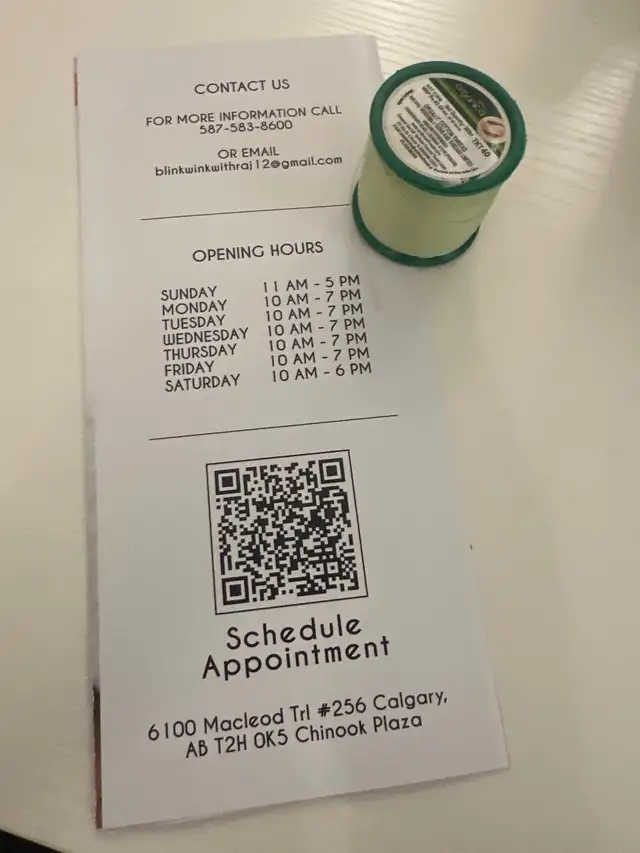 CONTACT US
FOR MORE INFORMATION CALL
587-583-8600
OR EMAIL
blinkwinkwithraj12@gmail.com
OPENING HOURS
SUNDAY 11 AM - 5 PM
MONDAY 10 AM - 7 PM
TUESDAY 10 AM - 7 PM
WEDNESDAY 10 AM - 7 PM
THURSDAY 10 AM - 7 PM
FRIDAY 10 AM - 7 PM
SATURDAY 10 AM - 6 PM
Schedule
Appointment
6100 Macleod Trl #256 Calgary,
AB T2H 0K5 Chinook Plaza
organica
TKT40